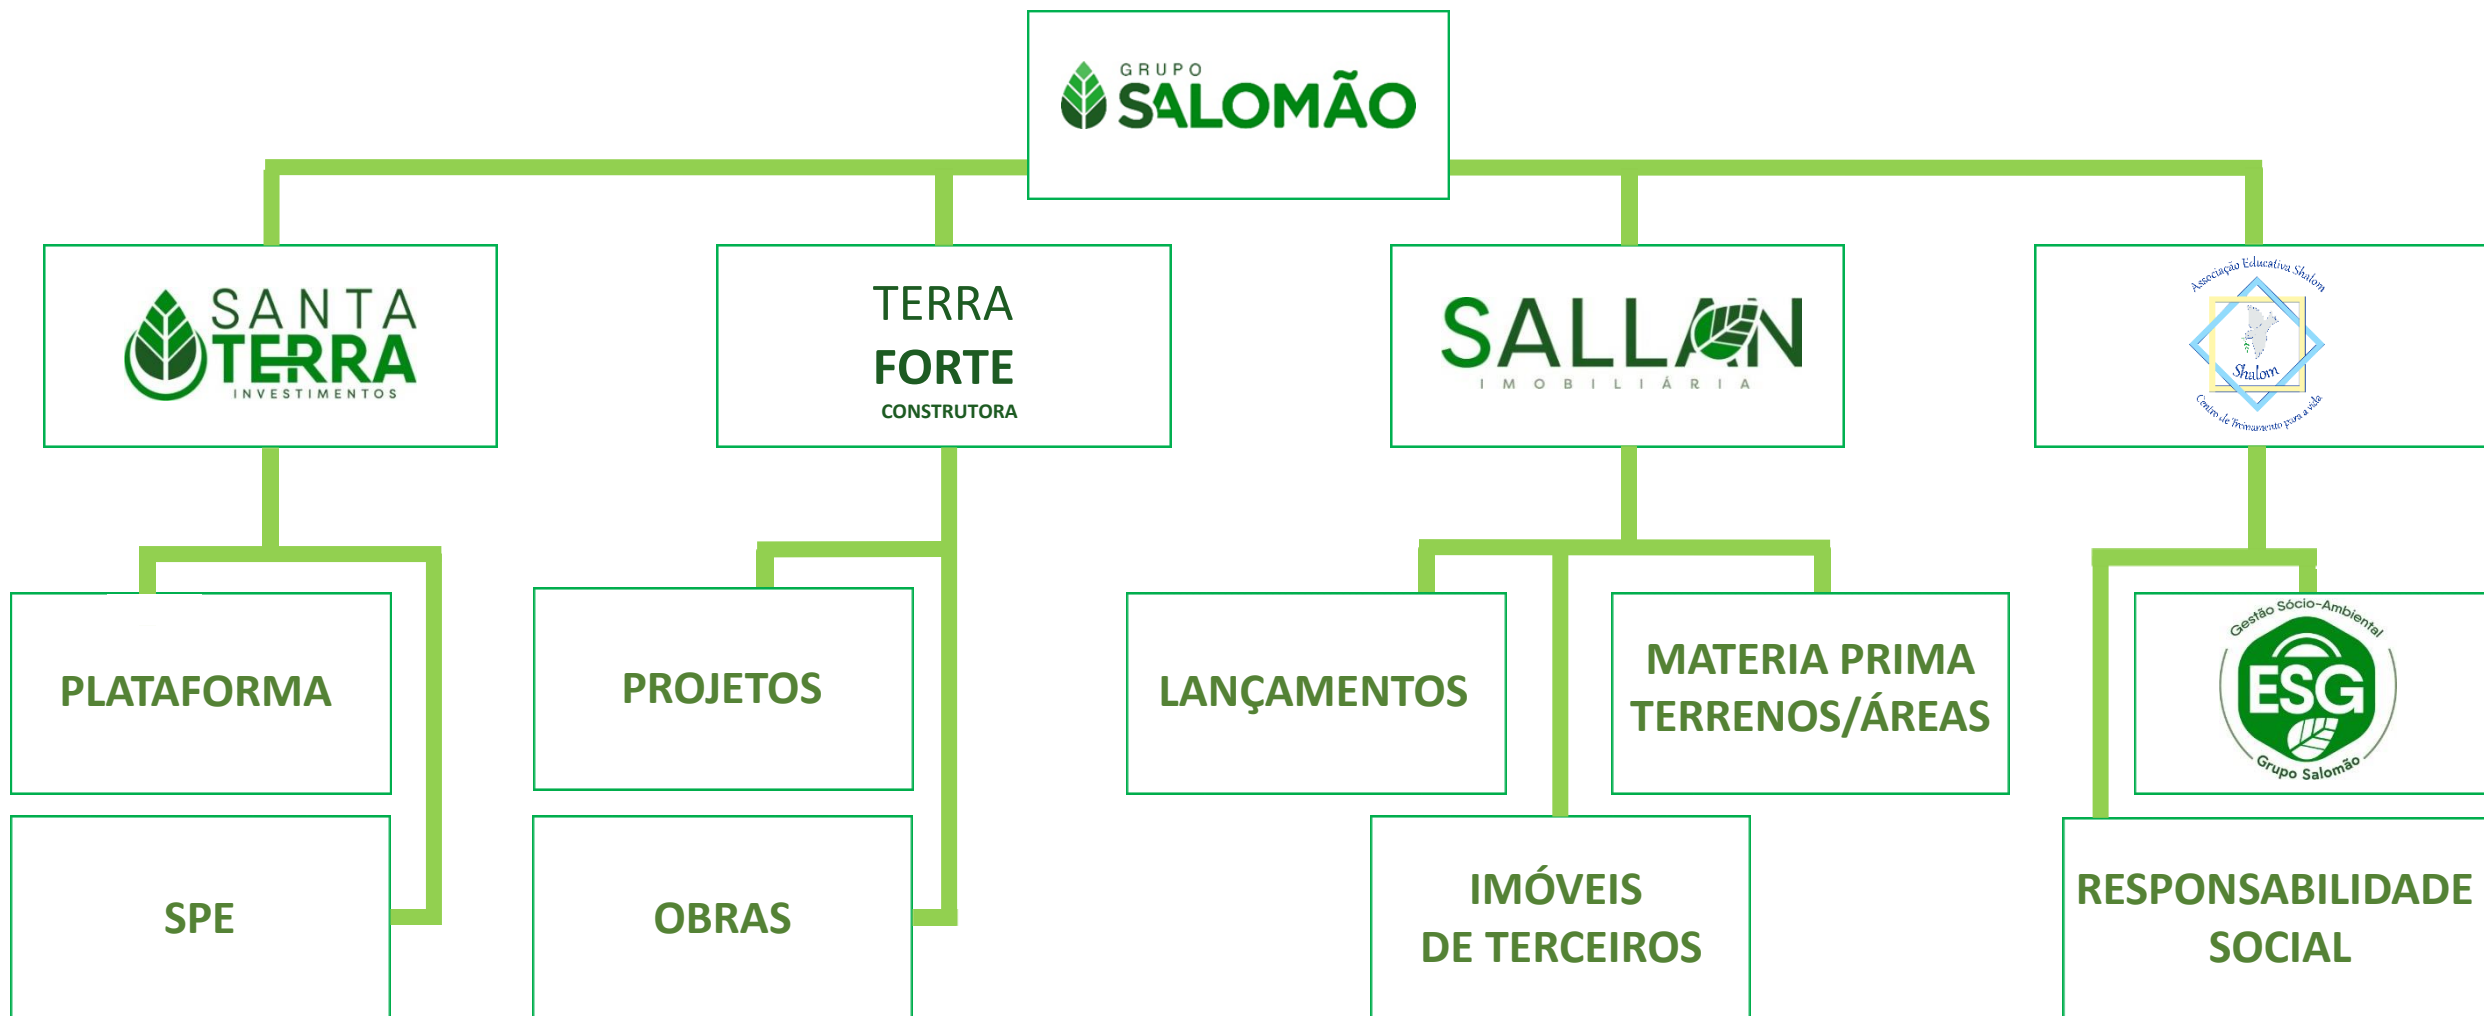 GRUPO
SALOMÃO
SANTA
TERRA
INVESTIMENTOS
TERRA
FORTE
CONSTRUTORA
SALLAN
IMOBILIÁRIA
Associação Educativa Shalom
Shalom
Centro de Treinamento para a vida
PLATAFORMA
PROJETOS
LANÇAMENTOS
MATERIA PRIMA
TERRENOS/ÁREAS
Gestão Sócio-Ambiental
ESG
Grupo Salomão
SPE
OBRAS
IMÓVEIS
DE TERCEIROS
RESPONSABILIDADE
SOCIAL